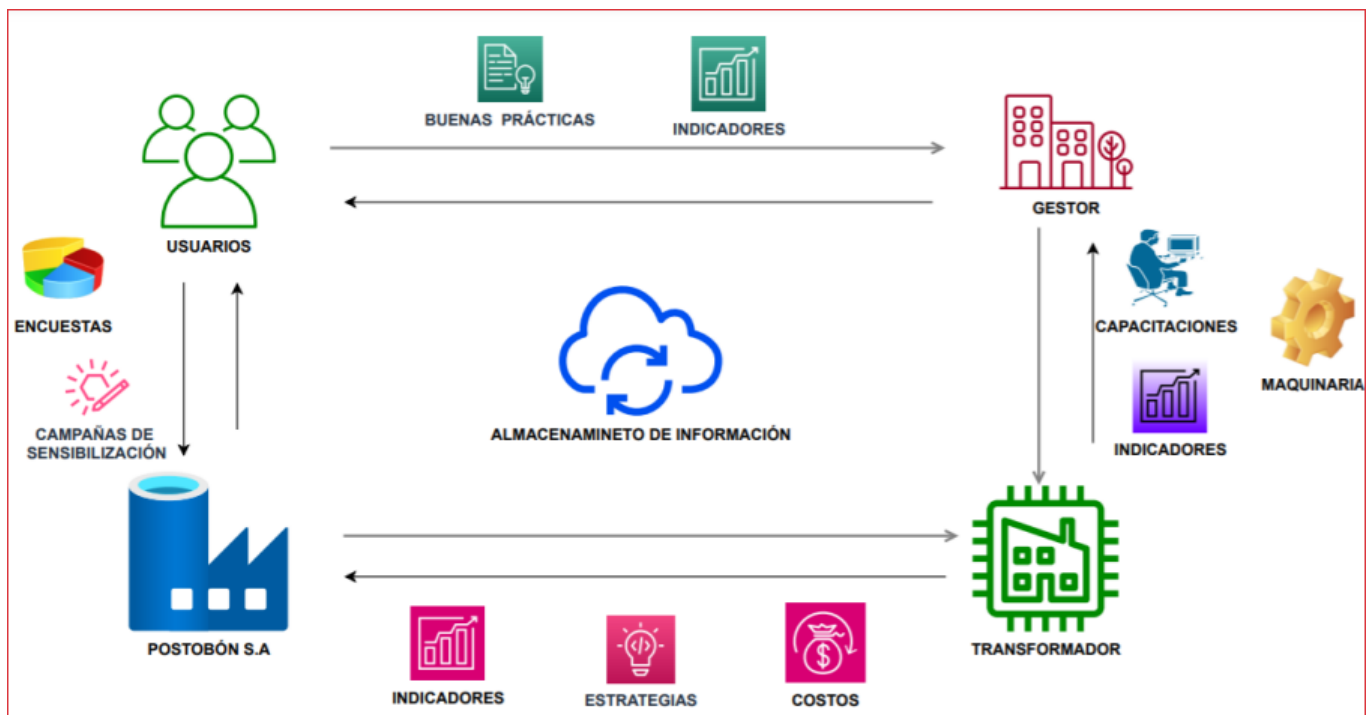 BUENAS PRÁCTICAS
INDICADORES
USUARIOS
GESTOR
ENCUESTAS
CAPACITACIONES
MAQUINARIA
CAMPAÑAS DE
SENSIBILIZACIÓN
ALMACENAMINETO DE INFORMACIÓN
INDICADORES
POSTOBÓN S.A
TRANSFORMADOR
INDICADORES
ESTRATEGIAS
COSTOS